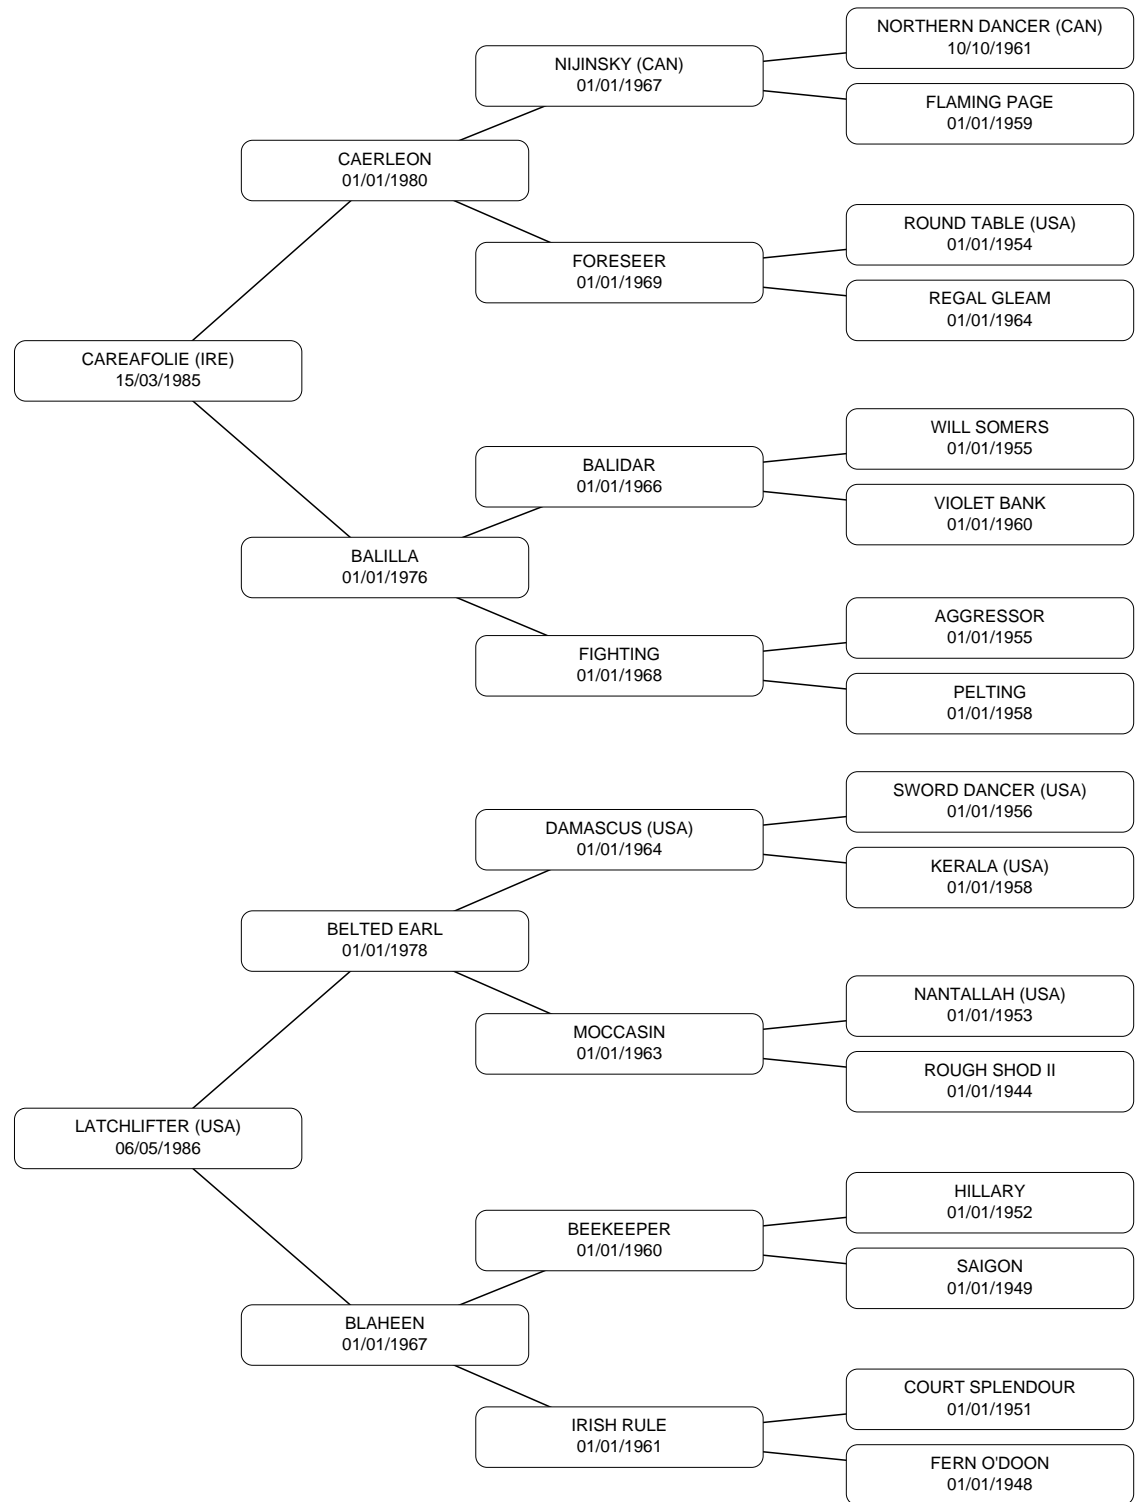 NORTHERN DANCER (CAN)
10/10/1961
NIJINSKY (CAN)
01/01/1967
FLAMING PAGE
01/01/1959
CAERLEON
01/01/1980
ROUND TABLE (USA)
01/01/1954
FORESEER
01/01/1969
REGAL GLEAM
01/01/1964
CAREAFOLIE (IRE)
15/03/1985
WILL SOMERS
01/01/1955
BALIDAR
01/01/1966
VIOLET BANK
01/01/1960
BALILLA
01/01/1976
AGGRESSOR
01/01/1955
FIGHTING
01/01/1968
PELTING
01/01/1958
SWORD DANCER (USA)
01/01/1956
DAMASCUS (USA)
01/01/1964
KERALA (USA)
01/01/1958
BELTED EARL
01/01/1978
NANTALLAH (USA)
01/01/1953
MOCCASIN
01/01/1963
ROUGH SHOD II
01/01/1944
LATCHLIFTER (USA)
06/05/1986
HILLARY
01/01/1952
BEEKEEPER
01/01/1960
SAIGON
01/01/1949
BLAHEEN
01/01/1967
COURT SPLENDOUR
01/01/1951
IRISH RULE
01/01/1961
FERN O'DOON
01/01/1948